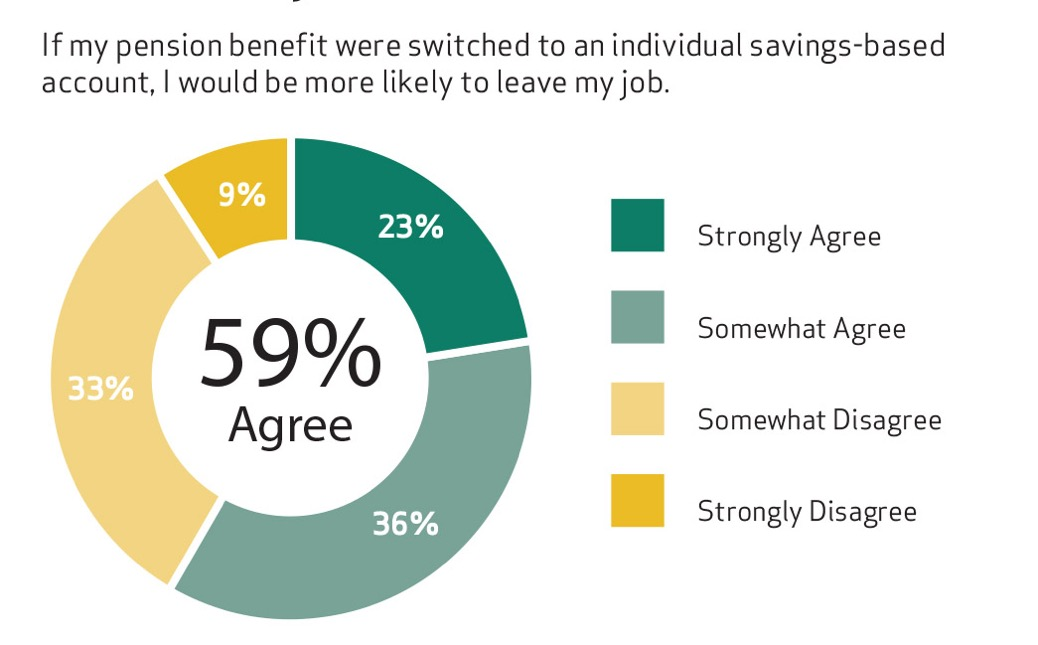 If my pension benefit were switched to an individual savings-based
account, I would be more likely to leave my job.
9%
23%
33%
59%
Agree
36%
Strongly Agree
Somewhat Agree
Somewhat Disagree
Strongly Disagree